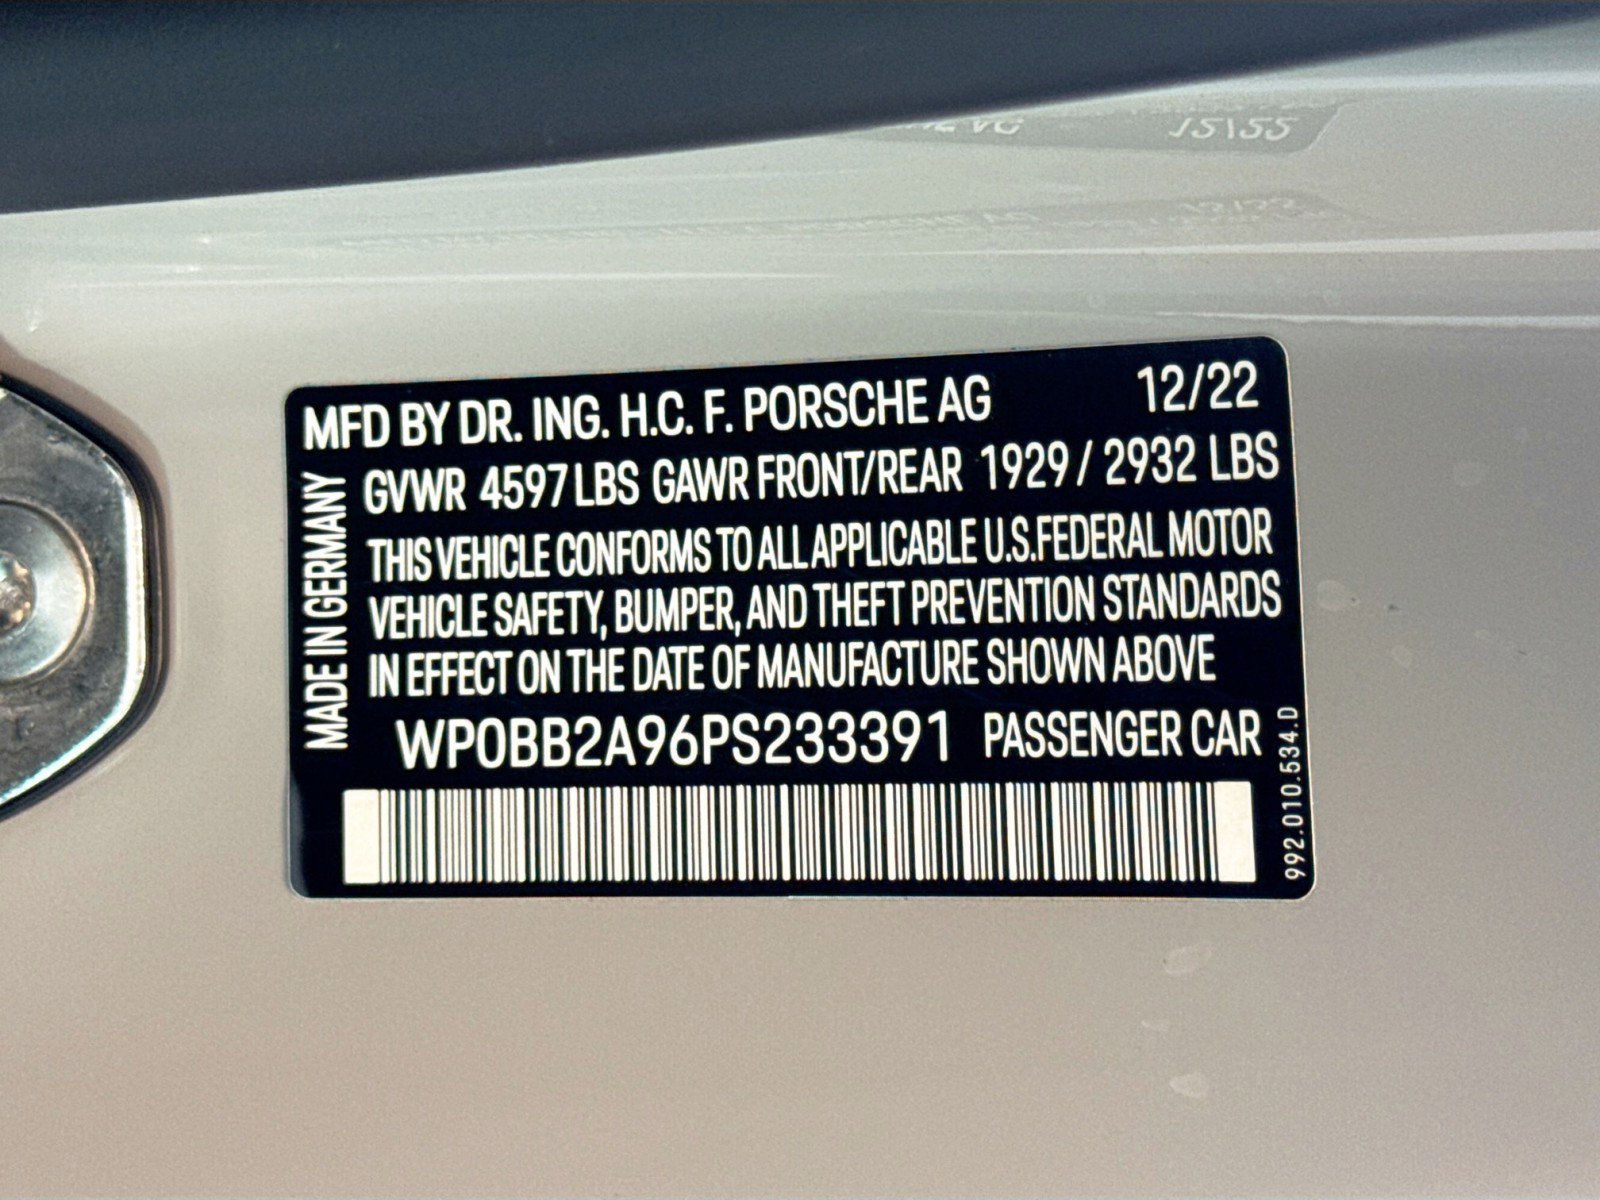 MFD BY DR. ING. H.C. F. PORSCHE AG 12/22
GVWR 4597 LBS GAWR FRONT/REAR 1929 / 2932 LBS
THIS VEHICLE CONFORMS TO ALL APPLICABLE U.S.FEDERAL MOTOR
VEHICLE SAFETY, BUMPER, AND THEFT PREVENTION STANDARDS
IN EFFECT ON THE DATE OF MANUFACTURE SHOWN ABOVE
WP0BB2A96PS233391 PASSENGER CAR
MADE IN GERMANY
992.010.534.D